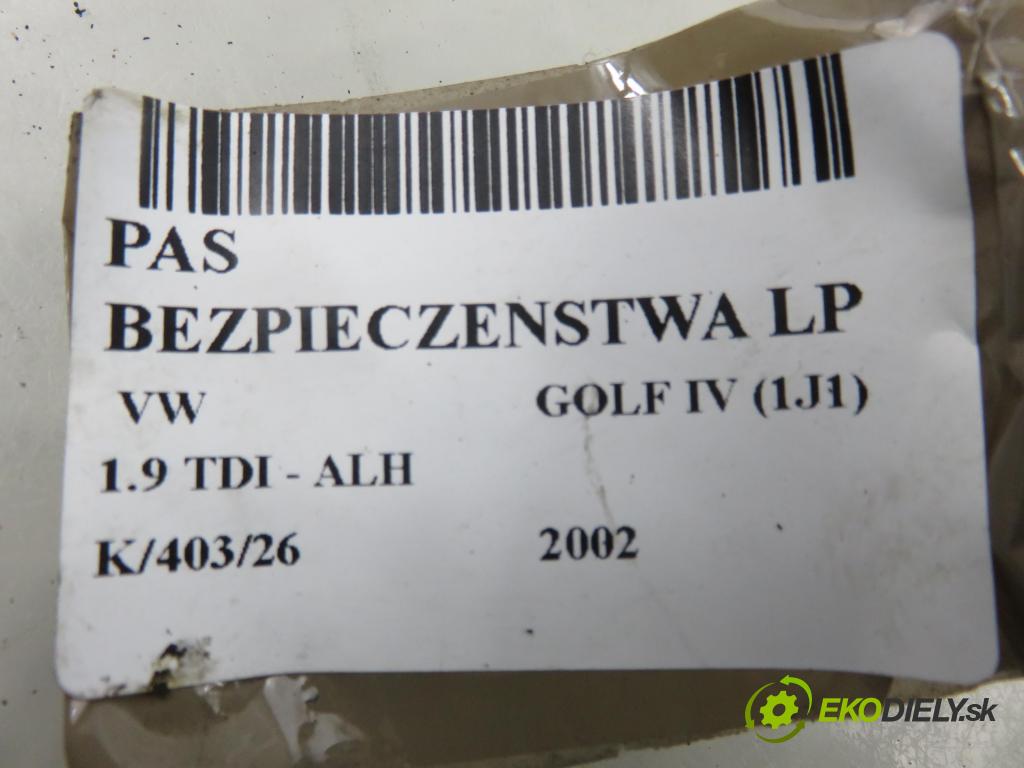 PAS
BEZPIECZENSTWA LP
VW GOLF IV (1J1)
1.9 TDI - ALH
K/403/26 2002
EKODIELY.sk